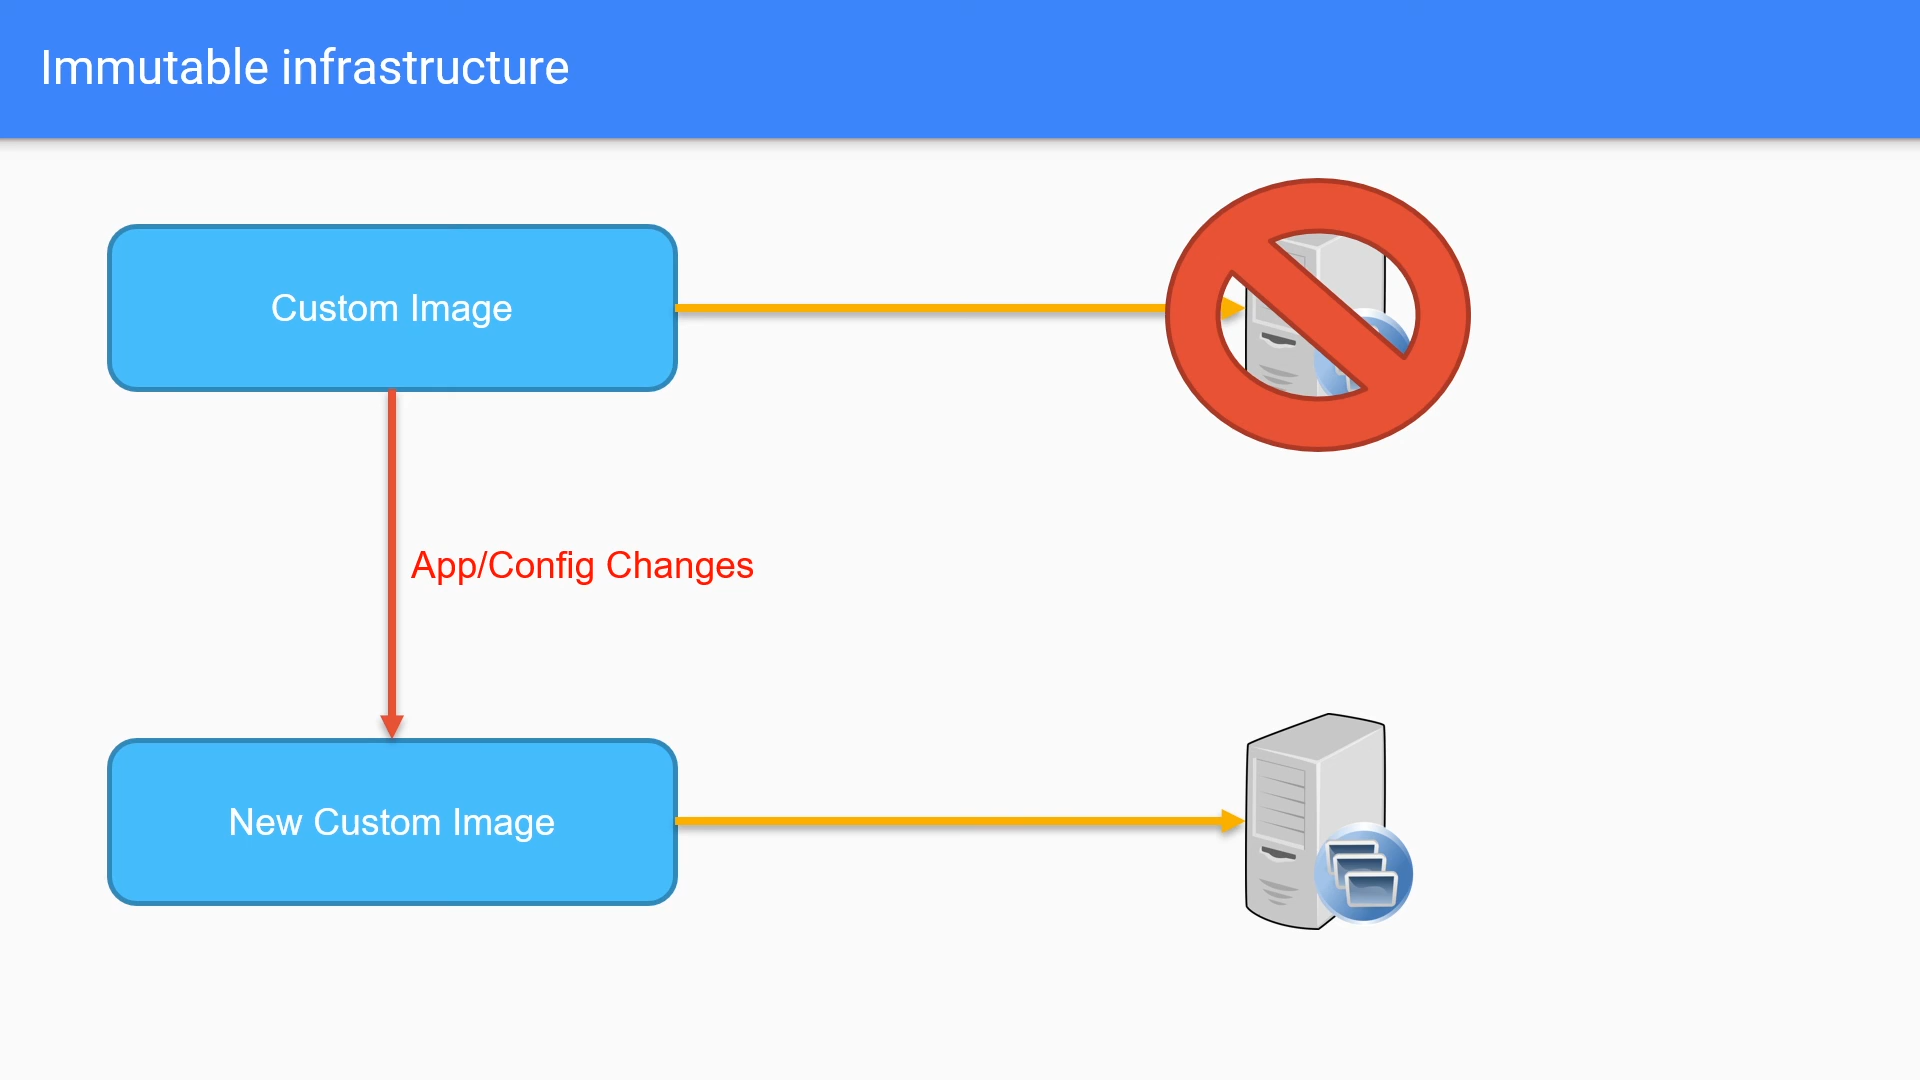 Immutable infrastructure
Custom Image
App/Config Changes
New Custom Image